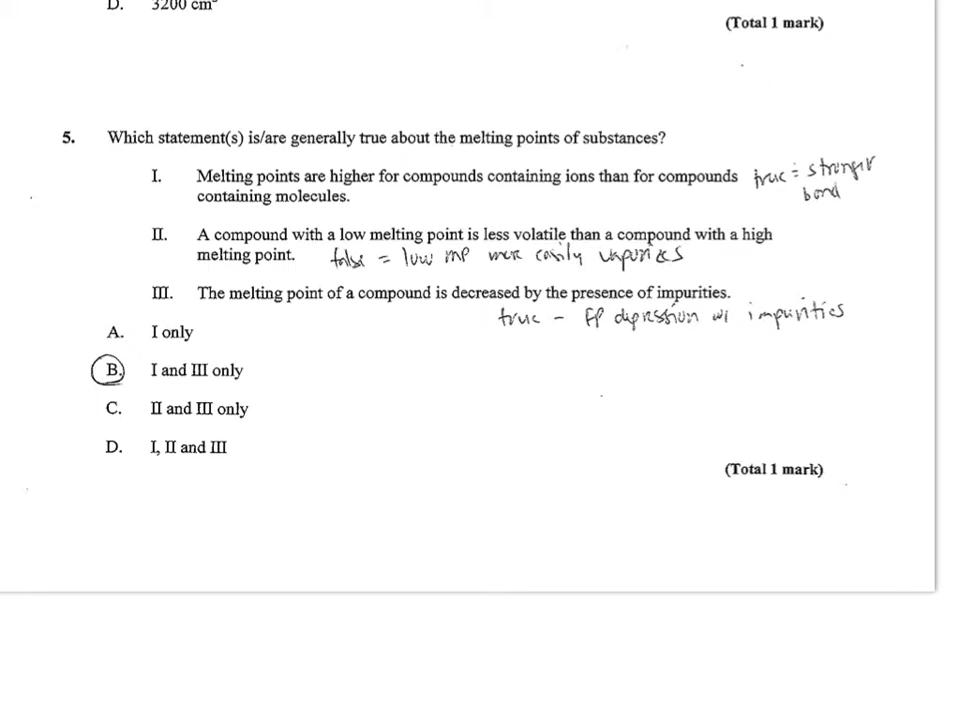 D. 3200 cm³
(Total 1 mark)
5. Which statement(s) is/are generally true about the melting points of substances?
I. Melting points are higher for compounds containing ions than for compounds true = stronger
containing molecules. bond
II. A compound with a low melting point is less volatile than a compound with a high
melting point. false = low MP more easily vaporizes
III. The melting point of a compound is decreased by the presence of impurities.
true - FP depression w/ impurities
A. I only
B. I and III only
C. II and III only
D. I, II and III
(Total 1 mark)